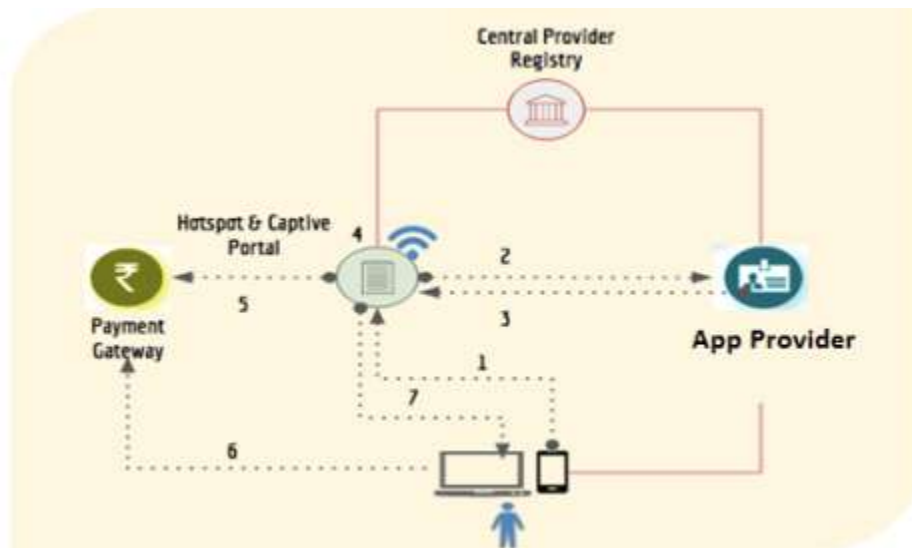 Central Provider
Registry
Hotspot & Captive
Portal
4
2
₹
5
3
Payment
Gateway
App Provider
1
7
6